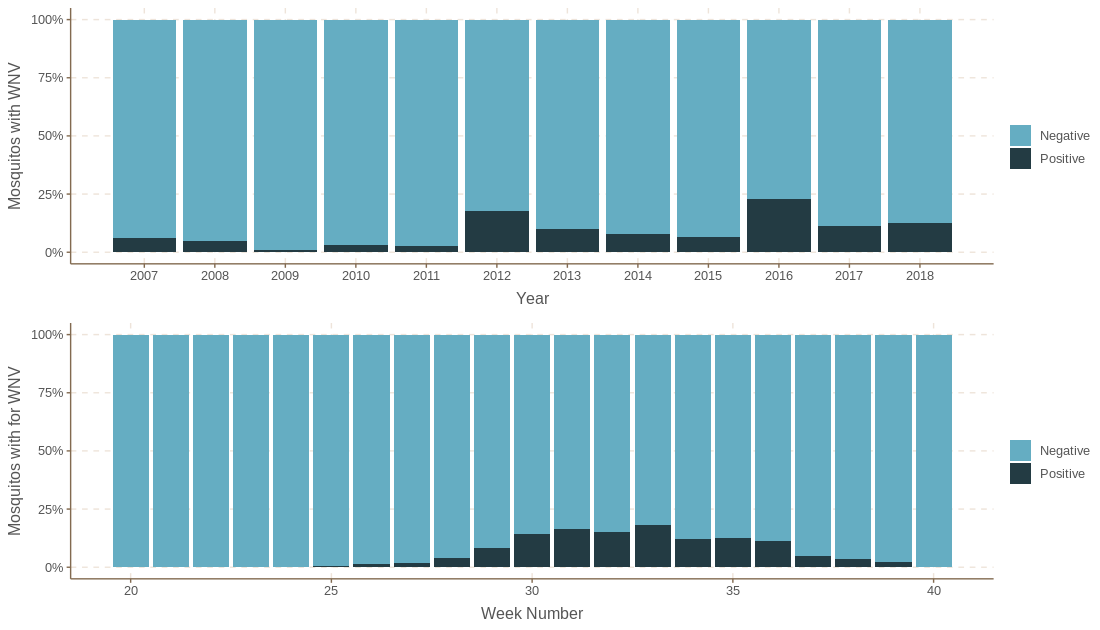 Mosquitos with WNV
100%
75%
50%
25%
0%
2007 2008 2009 2010 2011 2012 2013 2014 2015 2016 2017 2018
Year
Negative
Positive
Mosquitos with for WNV
100%
75%
50%
25%
0%
20 25 30 35 40
Week Number
Negative
Positive